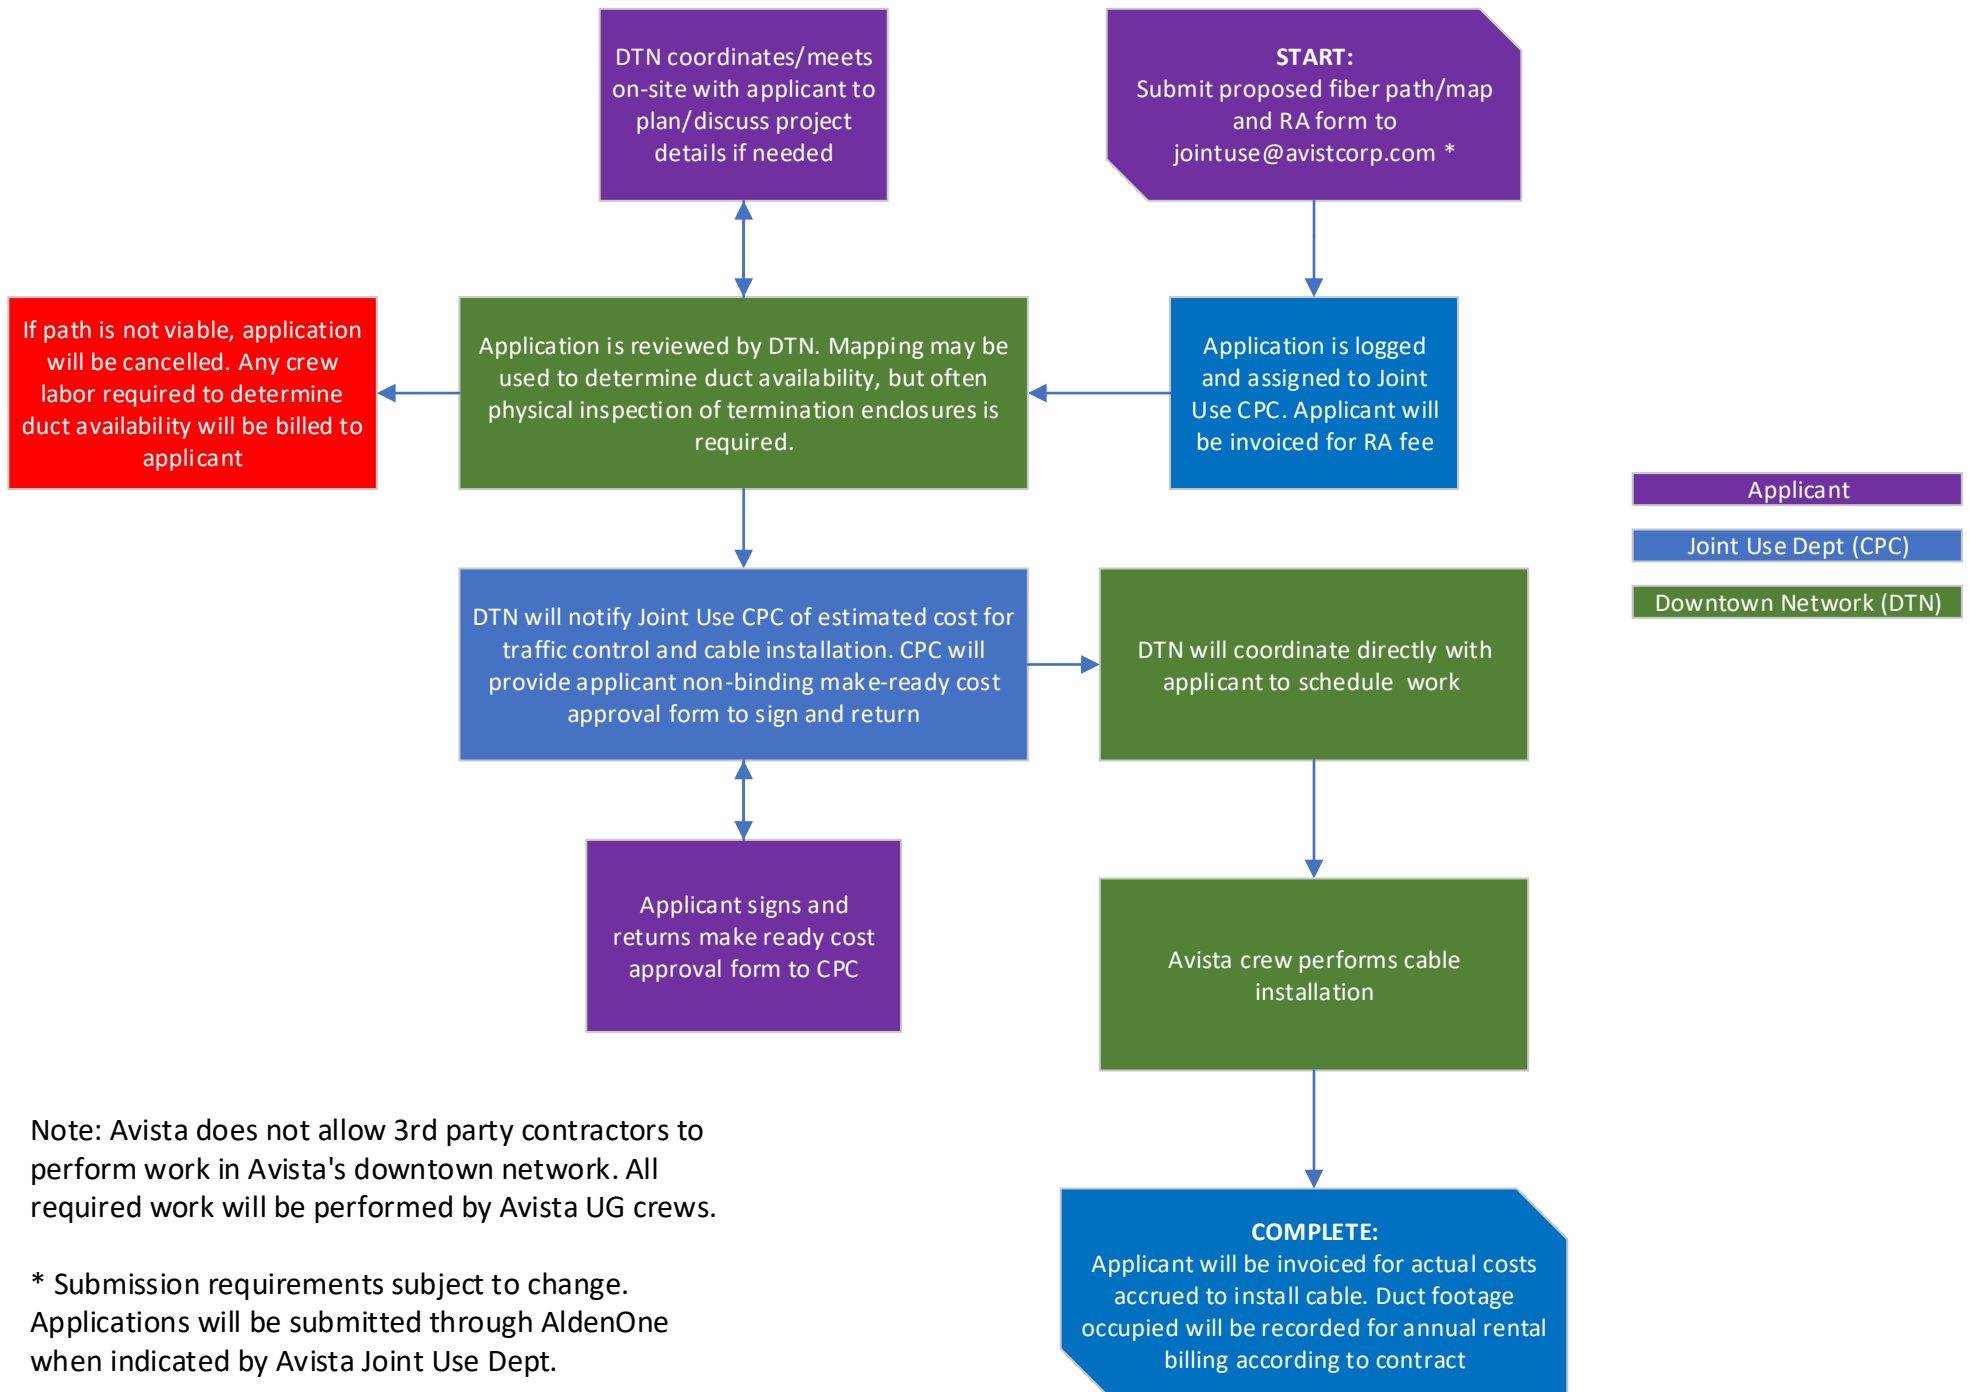 DTN coordinates/meets
on-site with applicant to
plan/discuss project
details if needed
START:
Submit proposed fiber path/map
and RA form to
jointuse@avistcorp.com *
If path is not viable, application
will be cancelled. Any crew
labor required to determine
duct availability will be billed to
applicant
Application is reviewed by DTN. Mapping may be
used to determine duct availability, but often
physical inspection of termination enclosures is
required.
Application is logged
and assigned to Joint
Use CPC. Applicant will
be invoiced for RA fee
Applicant
Joint Use Dept (CPC)
Downtown Network (DTN)
DTN will notify Joint Use CPC of estimated cost for
traffic control and cable installation. CPC will
provide applicant non-binding make-ready cost
approval form to sign and return
DTN will coordinate directly with
applicant to schedule work
Applicant signs and
returns make ready cost
approval form to CPC
Avista crew performs cable
installation
Note: Avista does not allow 3rd party contractors to
perform work in Avista's downtown network. All
required work will be performed by Avista UG crews.
* Submission requirements subject to change.
Applications will be submitted through AldenOne
when indicated by Avista Joint Use Dept.
COMPLETE:
Applicant will be invoiced for actual costs
accrued to install cable. Duct footage
occupied will be recorded for annual rental
billing according to contract